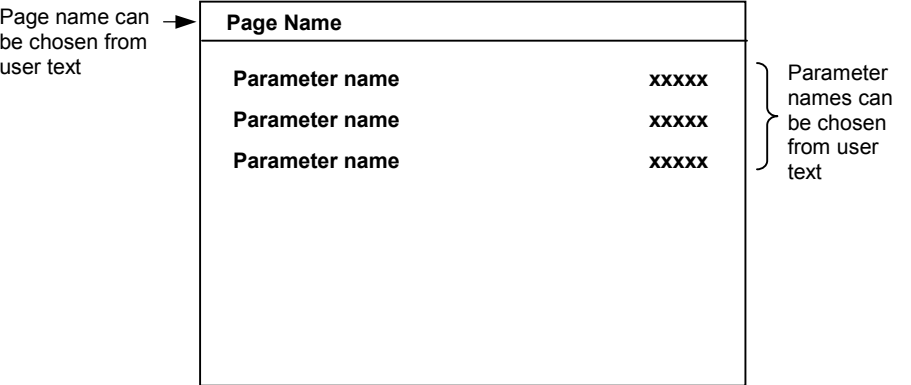 Page name can
be chosen from
user text
Page Name
Parameter name xxxxx
Parameter name xxxxx
Parameter name xxxxx
Parameter
names can
be chosen
from user
text